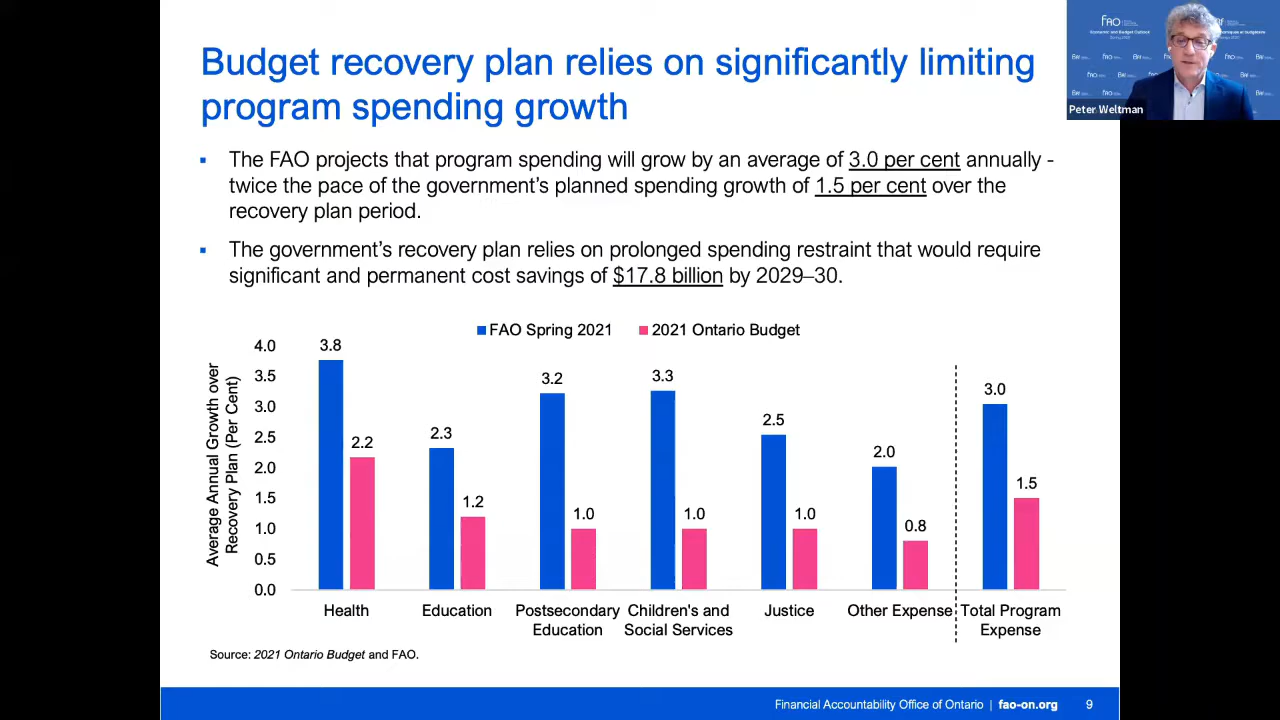 Budget recovery plan relies on significantly limiting
program spending growth
▪ The FAO projects that program spending will grow by an average of 3.0 per cent annually -
twice the pace of the government's planned spending growth of 1.5 per cent over the
recovery plan period.
▪ The government's recovery plan relies on prolonged spending restraint that would require
significant and permanent cost savings of $17.8 billion by 2029–30.
FAO Spring 2021
2021 Ontario Budget
Average Annual Growth over
Recovery Plan (Per Cent)
4.0
3.5
3.0
2.5
2.0
1.5
1.0
0.5
0.0
3.8
2.2
2.3
1.2
3.2
1.0
3.3
1.0
2.5
1.0
2.0
0.8
3.0
1.5
Health
Education
Postsecondary
Education
Children's and
Social Services
Justice
Other Expense
Total Program
Expense
Source: 2021 Ontario Budget and FAO.
Financial Accountability Office of Ontario | fao-on.org 9
FAO
Peter Weltman